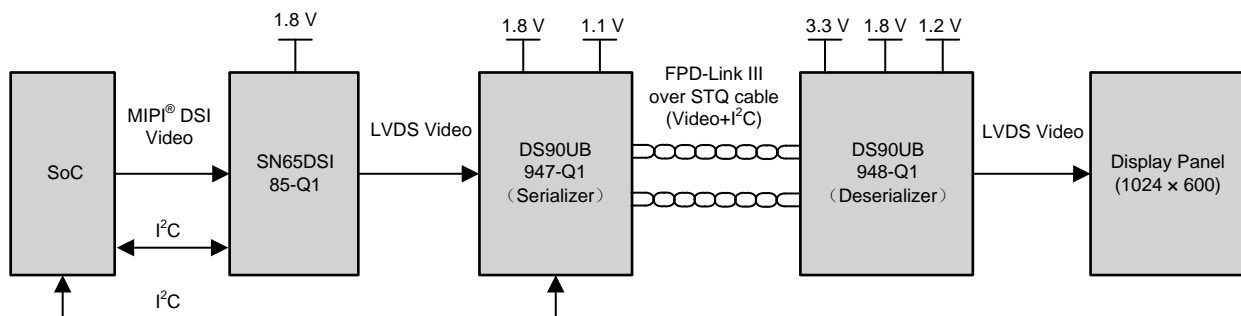 1.8 V
1.8 V
1.1 V
3.3 V
1.8 V
1.2 V
SoC
MIPI® DSI
Video
I²C
I²C
SN65DSI
85-Q1
LVDS Video
DS90UB
947-Q1
（Serializer）
FPD-Link III
over STQ cable
(Video+I²C)
DS90UB
948-Q1
（Deserializer）
LVDS Video
Display Panel
(1024 × 600)